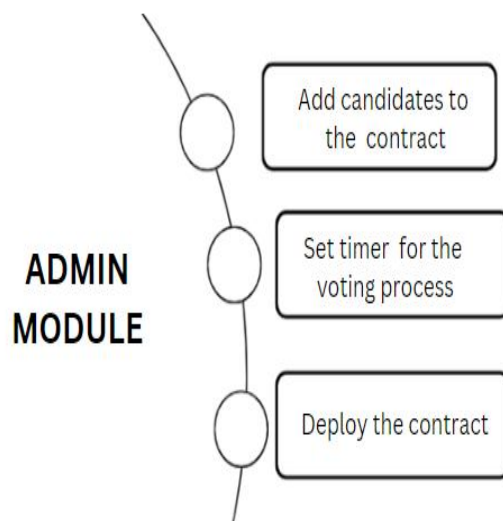 Add candidates to
the contract
Set timer for the
voting process
ADMIN
MODULE
Deploy the contract